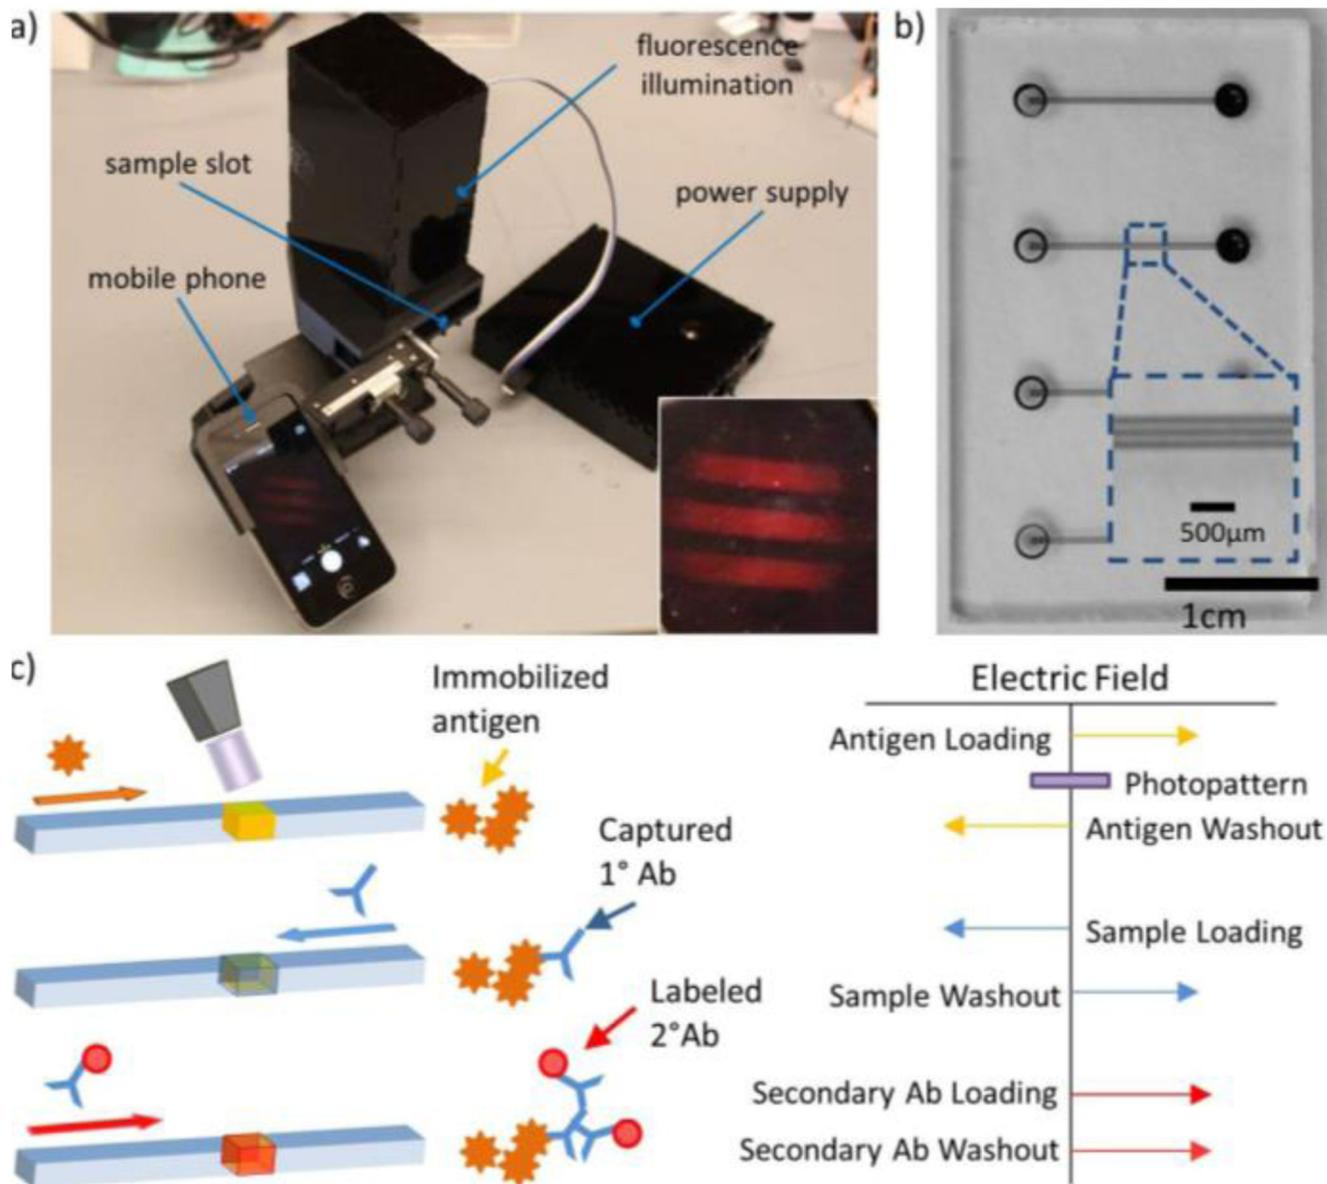 a)
fluorescence
illumination
sample slot
power supply
mobile phone
b)
500µm
1cm
c)
Immobilized
antigen
Captured
1° Ab
Labeled
2°Ab
Electric Field
Antigen Loading
Photopattern
Antigen Washout
Sample Loading
Sample Washout
Secondary Ab Loading
Secondary Ab Washout